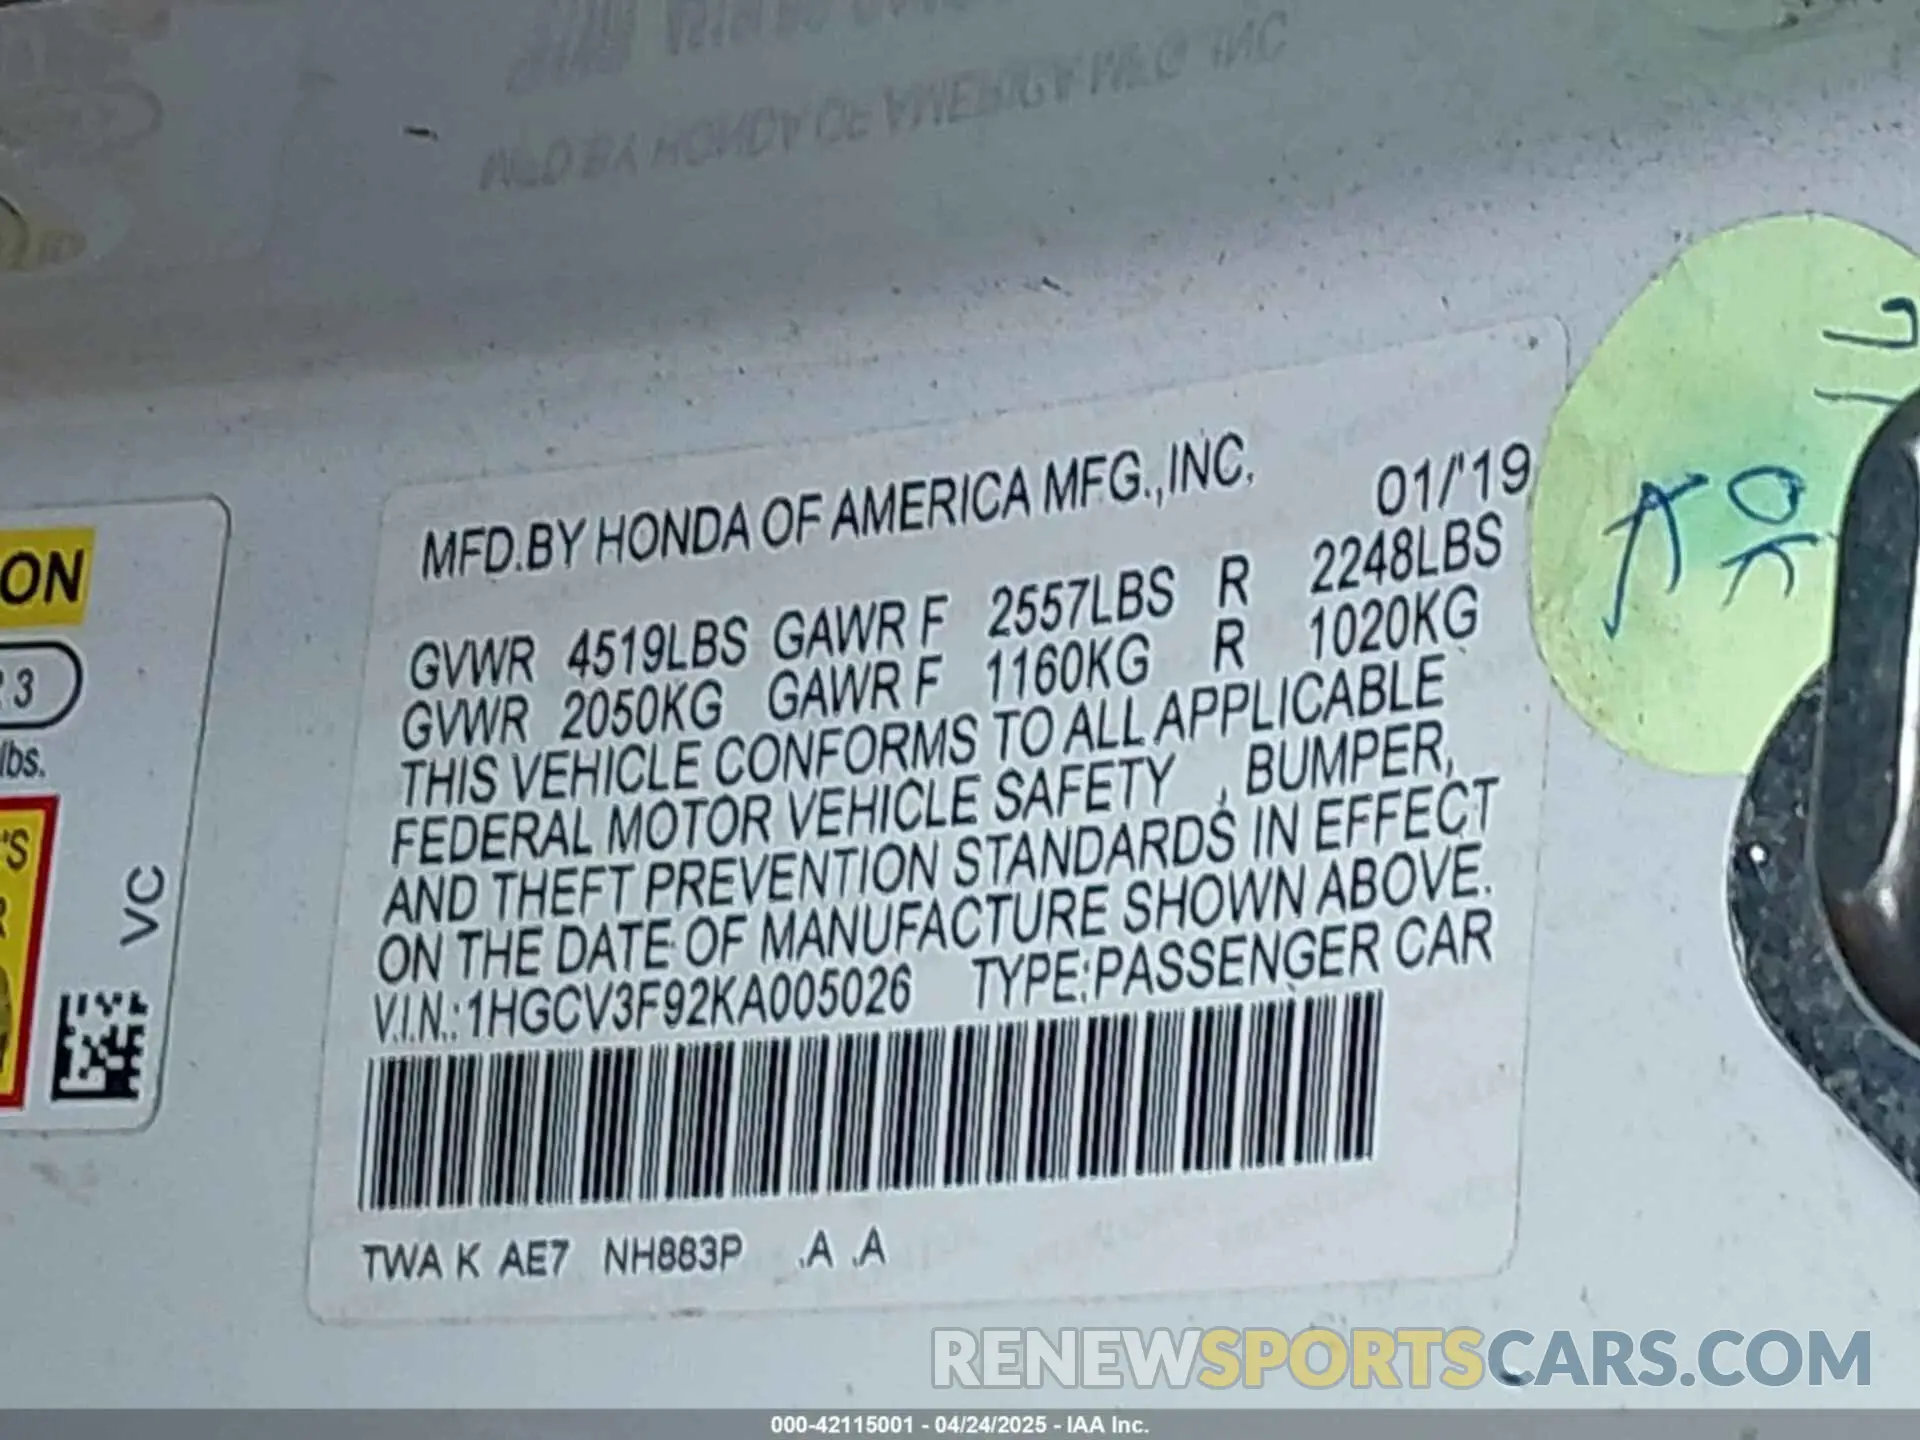 MFD.BY HONDA OF AMERICA MFG.,INC. 01/'19
GVWR 4519LBS GAWR F 2557LBS R 2248LBS
GVWR 2050KG GAWR F 1160KG R 1020KG
THIS VEHICLE CONFORMS TO ALL APPLICABLE
FEDERAL MOTOR VEHICLE SAFETY , BUMPER,
AND THEFT PREVENTION STANDARDS IN EFFECT
ON THE DATE OF MANUFACTURE SHOWN ABOVE.
V.I.N.: 1HGCV3F92KA005026 TYPE:PASSENGER CAR
TWA K AE7 NH883P .A .A
ON
3
lbs.
'S
R
VC
OK
RENEWSPORTSCARS.COM
000-42115001 - 04/24/2025 - IAA Inc.